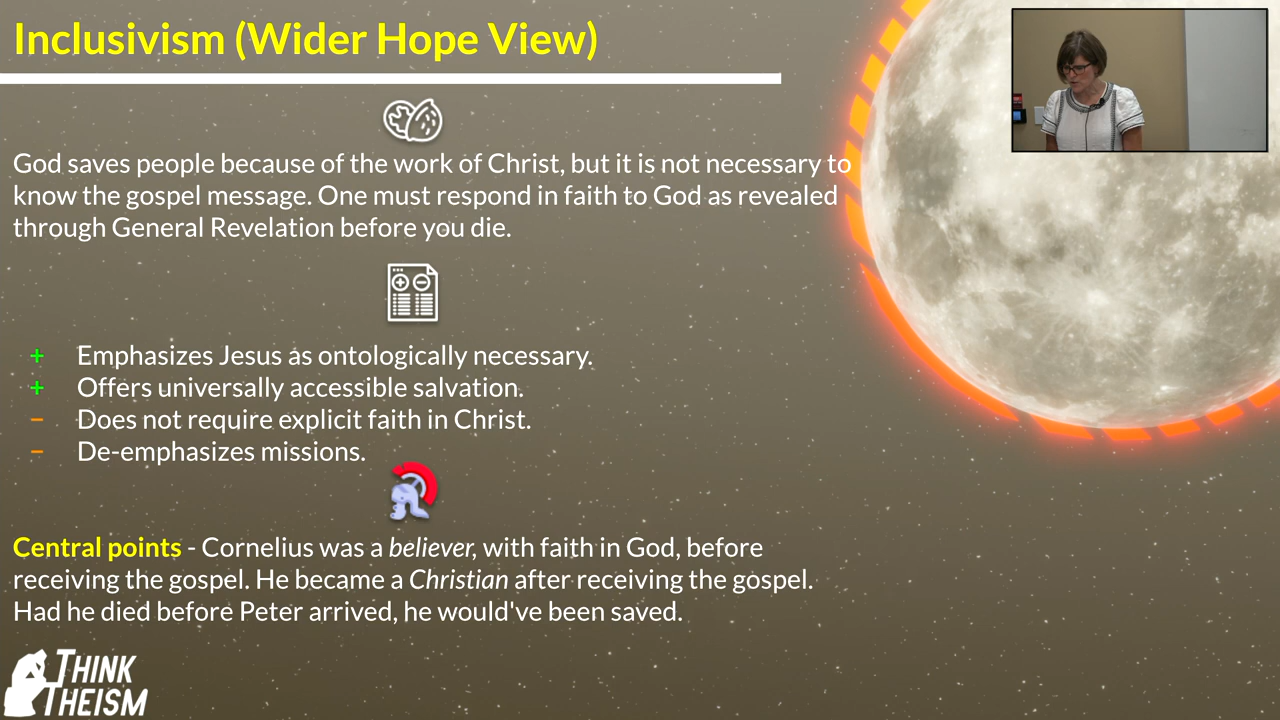 Inclusivism (Wider Hope View)
God saves people because of the work of Christ, but it is not necessary to
know the gospel message. One must respond in faith to God as revealed
through General Revelation before you die.
+ Emphasizes Jesus as ontologically necessary.
+ Offers universally accessible salvation.
– Does not require explicit faith in Christ.
– De-emphasizes missions.
Central points - Cornelius was a believer, with faith in God, before
receiving the gospel. He became a Christian after receiving the gospel.
Had he died before Peter arrived, he would've been saved.
THINK
THEISM